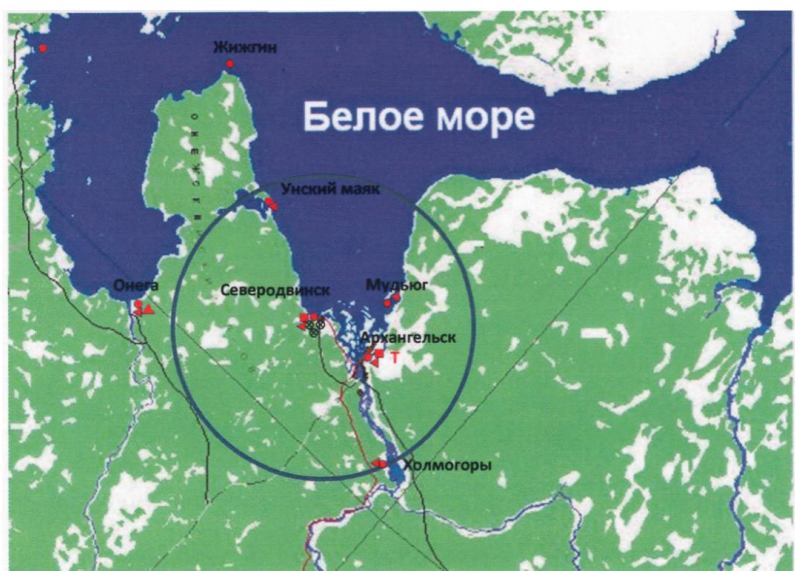 Жижгин
Белое море
Унский маяк
Онега
Северодвинск
Мудьюг
Архангельск
Т
Холмогоры